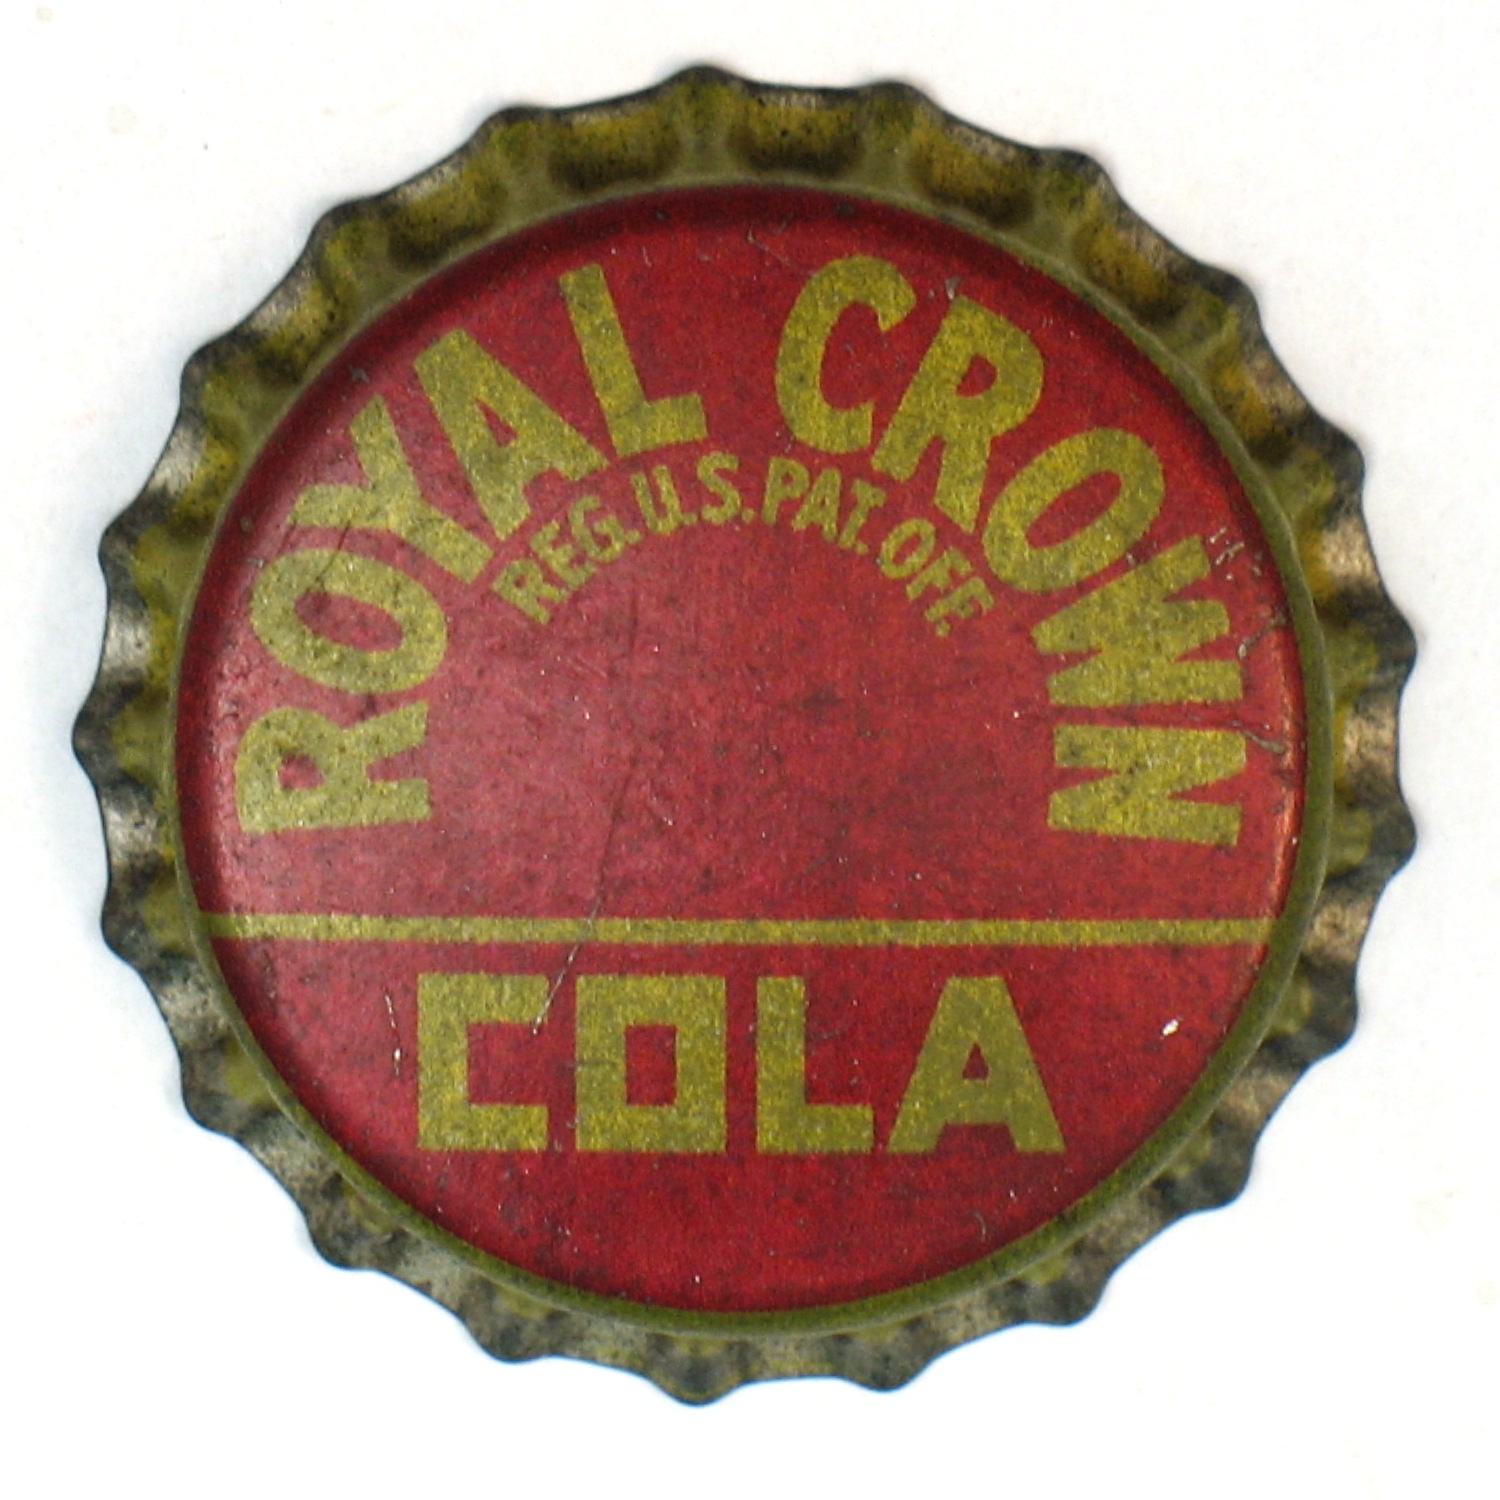 ROYAL CROWN
REG. U.S. PAT. OFF.
COLA